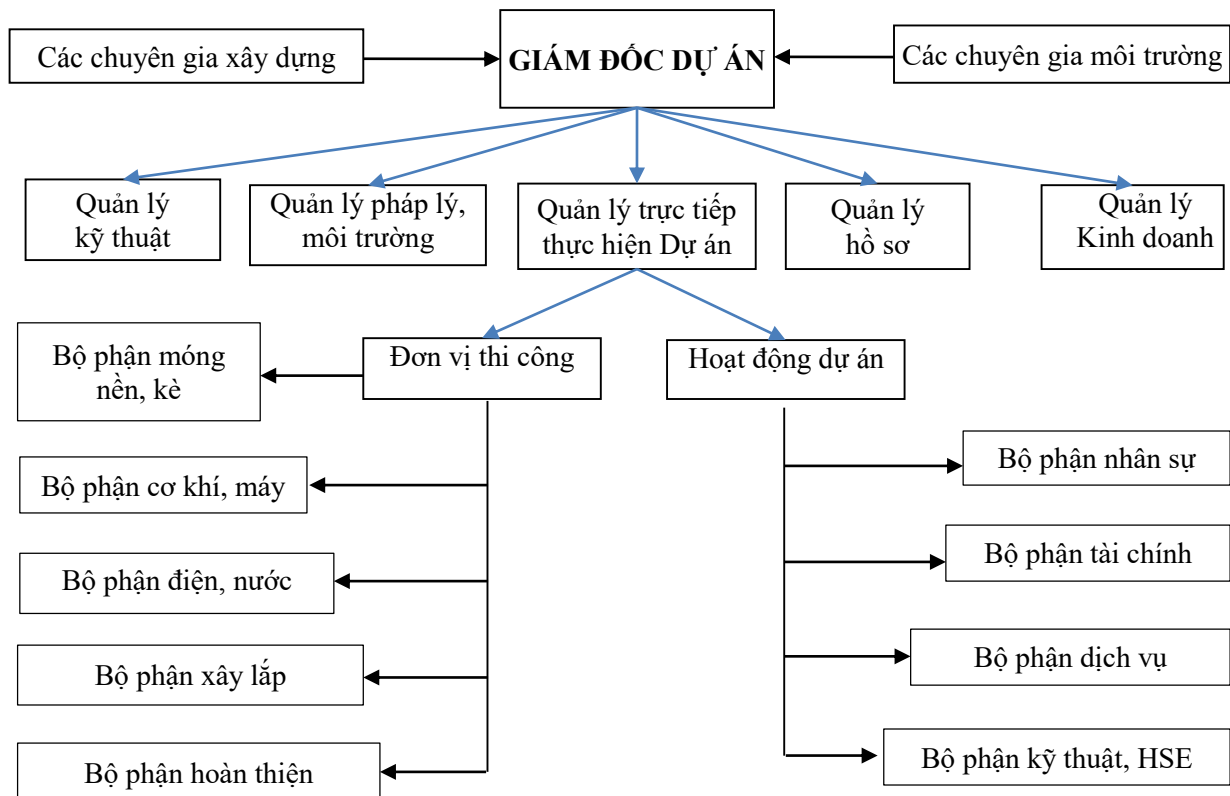 Các chuyên gia xây dựng
GIÁM ĐỐC DỰ ÁN
Các chuyên gia môi trường
Quản lý
kỹ thuật
Quản lý pháp lý,
môi trường
Quản lý trực tiếp
thực hiện Dự án
Quản lý
hồ sơ
Quản lý
Kinh doanh
Bộ phận móng
nền, kè
Đơn vị thi công
Hoạt động dự án
Bộ phận cơ khí, máy
Bộ phận điện, nước
Bộ phận xây lắp
Bộ phận hoàn thiện
Bộ phận nhân sự
Bộ phận tài chính
Bộ phận dịch vụ
Bộ phận kỹ thuật, HSE